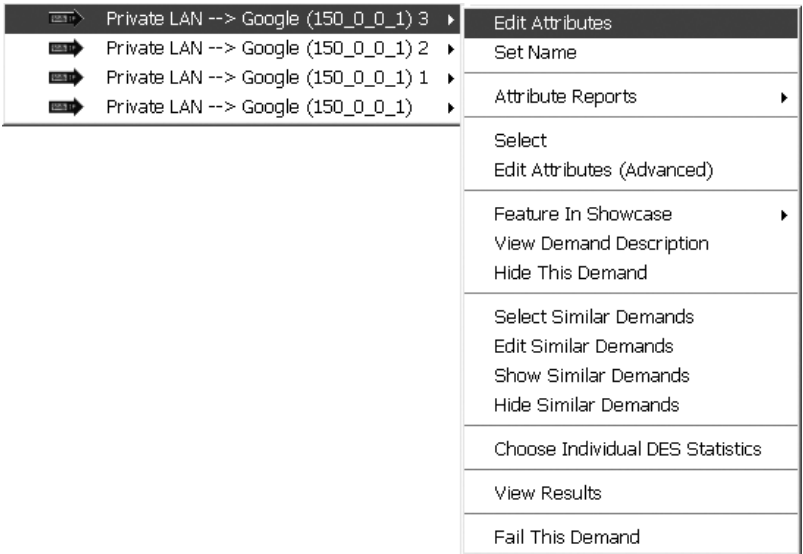 Private LAN --> Google (150_0_0_1) 3
Private LAN --> Google (150_0_0_1) 2
Private LAN --> Google (150_0_0_1) 1
Private LAN --> Google (150_0_0_1)
Edit Attributes
Set Name
Attribute Reports
Select
Edit Attributes (Advanced)
Feature In Showcase
View Demand Description
Hide This Demand
Select Similar Demands
Edit Similar Demands
Show Similar Demands
Hide Similar Demands
Choose Individual DES Statistics
View Results
Fail This Demand